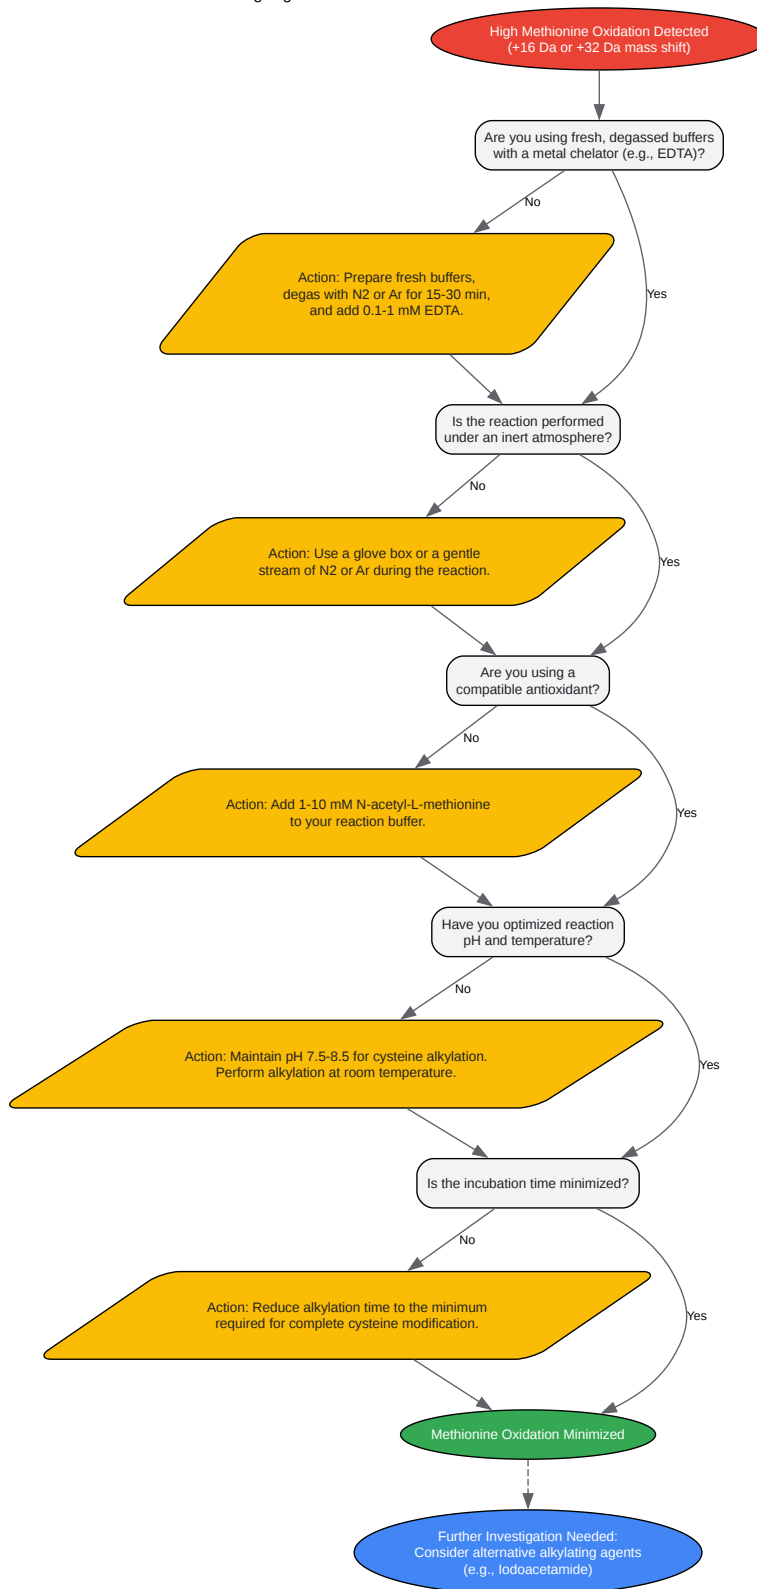 High Methionine Oxidation Detected
(+16 Da or +32 Da mass shift)
Are you using fresh, degassed buffers
with a metal chelator (e.g., EDTA)?
No
Yes
Action: Prepare fresh buffers,
degas with N2 or Ar for 15-30 min,
and add 0.1-1 mM EDTA.
Is the reaction performed
under an inert atmosphere?
No
Yes
Action: Use a glove box or a gentle
stream of N2 or Ar during the reaction.
Are you using a
compatible antioxidant?
No
Yes
Action: Add 1-10 mM N-acetyl-L-methionine
to your reaction buffer.
Have you optimized reaction
pH and temperature?
No
Yes
Action: Maintain pH 7.5-8.5 for cysteine alkylation.
Perform alkylation at room temperature.
Is the incubation time minimized?
No
Yes
Action: Reduce alkylation time to the minimum
required for complete cysteine modification.
Methionine Oxidation Minimized
Further Investigation Needed:
Consider alternative alkylating agents
(e.g., Iodoacetamide)